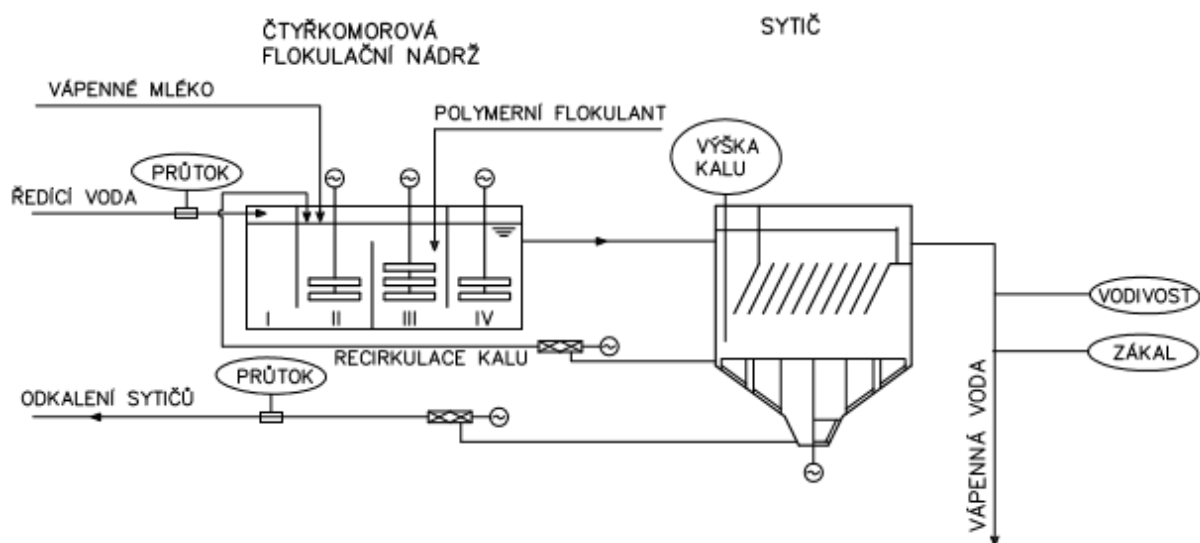 ČTYŘKOMOROVÁ
FLOKULAČNÍ NÁDRŽ
SYTIČ
VÁPENNÉ MLÉKO
POLYMERNÍ FLOKULANT
VÝŠKA
KALU
PRŮTOK
ŘEDÍCÍ VODA
I
II
III
IV
VODIVOST
RECIRKULACE KALU
ZÁKAL
PRŮTOK
ODKALENÍ SYTIČŮ
VÁPENNÁ VODA